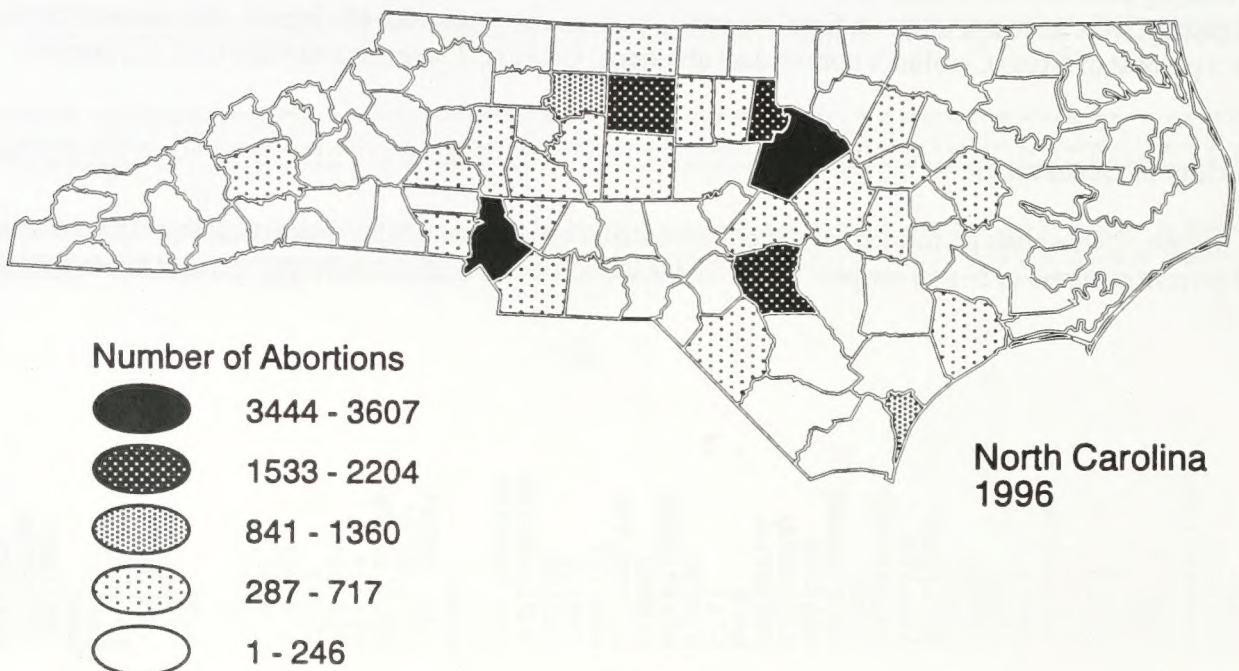 Number of Abortions
3444 - 3607
1533 - 2204
841 - 1360
287 - 717
1 - 246
North Carolina
1996